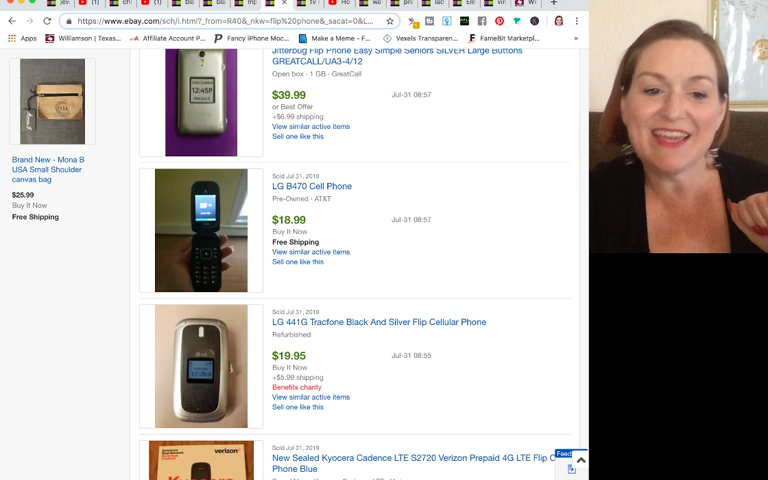 https://www.ebay.com/sch/i.html?_from=R40&_nkw=flip%20phone&_sacat=0&L...
Apps
Williamson | Texas...
Affiliate Account P...
Fancy iPhone Moc...
Make a Meme - F...
Vexels Transparen...
FameBit Marketpl...
»
Jitterbug Flip Phone Easy Simple Seniors SILVER Large Buttons
GREATCALL/UA3-4/12
Open box · 1 GB · GreatCall
$39.99
Jul-31 08:57
or Best Offer
+$6.99 shipping
View similar active items
Sell one like this
12:45P
Brand New - Mona B
USA Small Shoulder
canvas bag
$25.99
Buy It Now
Free Shipping
Sold Jul 31, 2019
LG B470 Cell Phone
Pre-Owned · AT&T
$18.99
Jul-31 08:57
Buy It Now
Free Shipping
View similar active items
Sell one like this
Sold Jul 31, 2019
LG 441G Tracfone Black And Silver Flip Cellular Phone
Refurbished
$19.95
Jul-31 08:55
Buy It Now
+$5.99 shipping
Benefits charity
View similar active items
Sell one like this
LG
Sold Jul 31, 2019
New Sealed Kyocera Cadence LTE S2720 Verizon Prepaid 4G LTE Flip C
Phone Blue
verizon
Feed